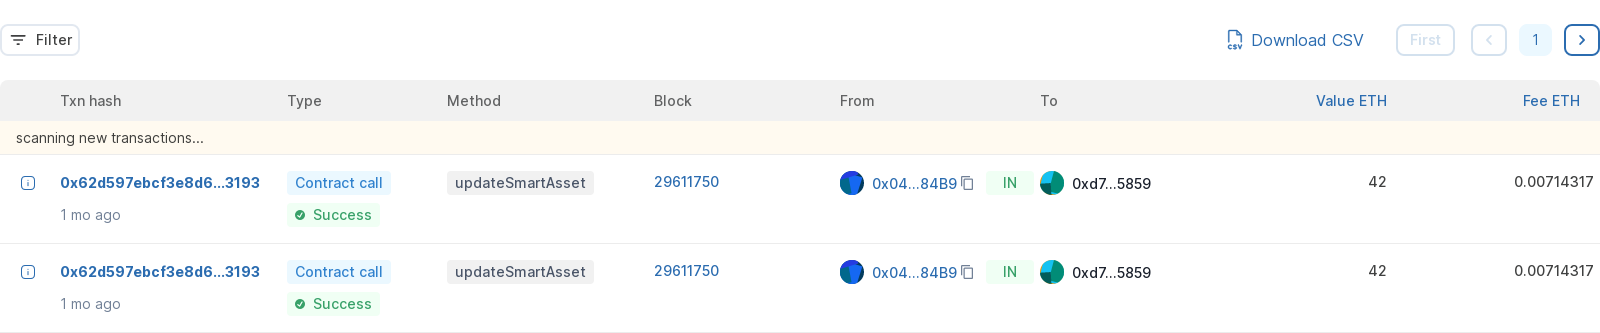 Filter
Download CSV
First
1
Txn hash Type Method Block From To Value ETH Fee ETH
scanning new transactions...
0x62d597ebcf3e8d6...3193 Contract call updateSmartAsset 29611750 0x04...84B9 IN 0xd7...5859 42 0.00714317
1 mo ago Success
0x62d597ebcf3e8d6...3193 Contract call updateSmartAsset 29611750 0x04...84B9 IN 0xd7...5859 42 0.00714317
1 mo ago Success